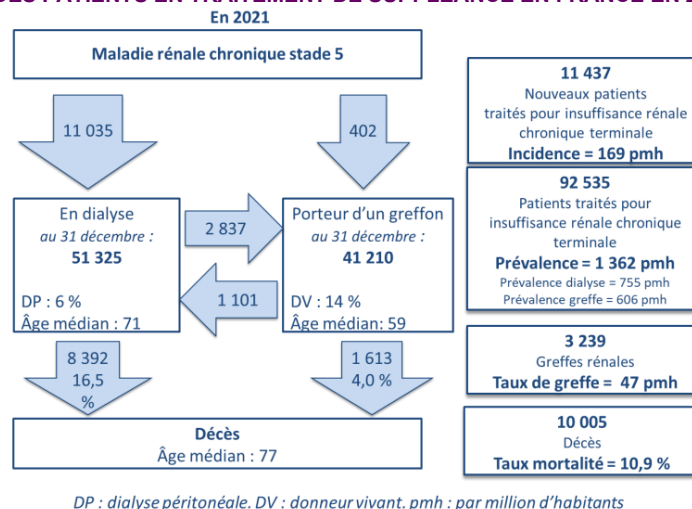 En 2021
Maladie rénale chronique stade 5
11 035
402
En dialyse
au 31 décembre :
51 325
DP : 6 %
Âge médian : 71
2 837
1 101
Porteur d’un greffon
au 31 décembre :
41 210
DV : 14 %
Âge médian: 59
8 392
16,5
%
1 613
4,0 %
Décès
Âge médian : 77
11 437
Nouveaux patients
traités pour insuffisance rénale
chronique terminale
Incidence = 169 pmh
92 535
Patients traités pour
insuffisance rénale chronique
terminale
Prévalence = 1 362 pmh
Prévalence dialyse = 755 pmh
Prévalence greffe = 606 pmh
3 239
Greffes rénales
Taux de greffe = 47 pmh
10 005
Décès
Taux mortalité = 10,9 %
DP : dialyse péritonéale. DV : donneur vivant. pmh : par million d’habitants